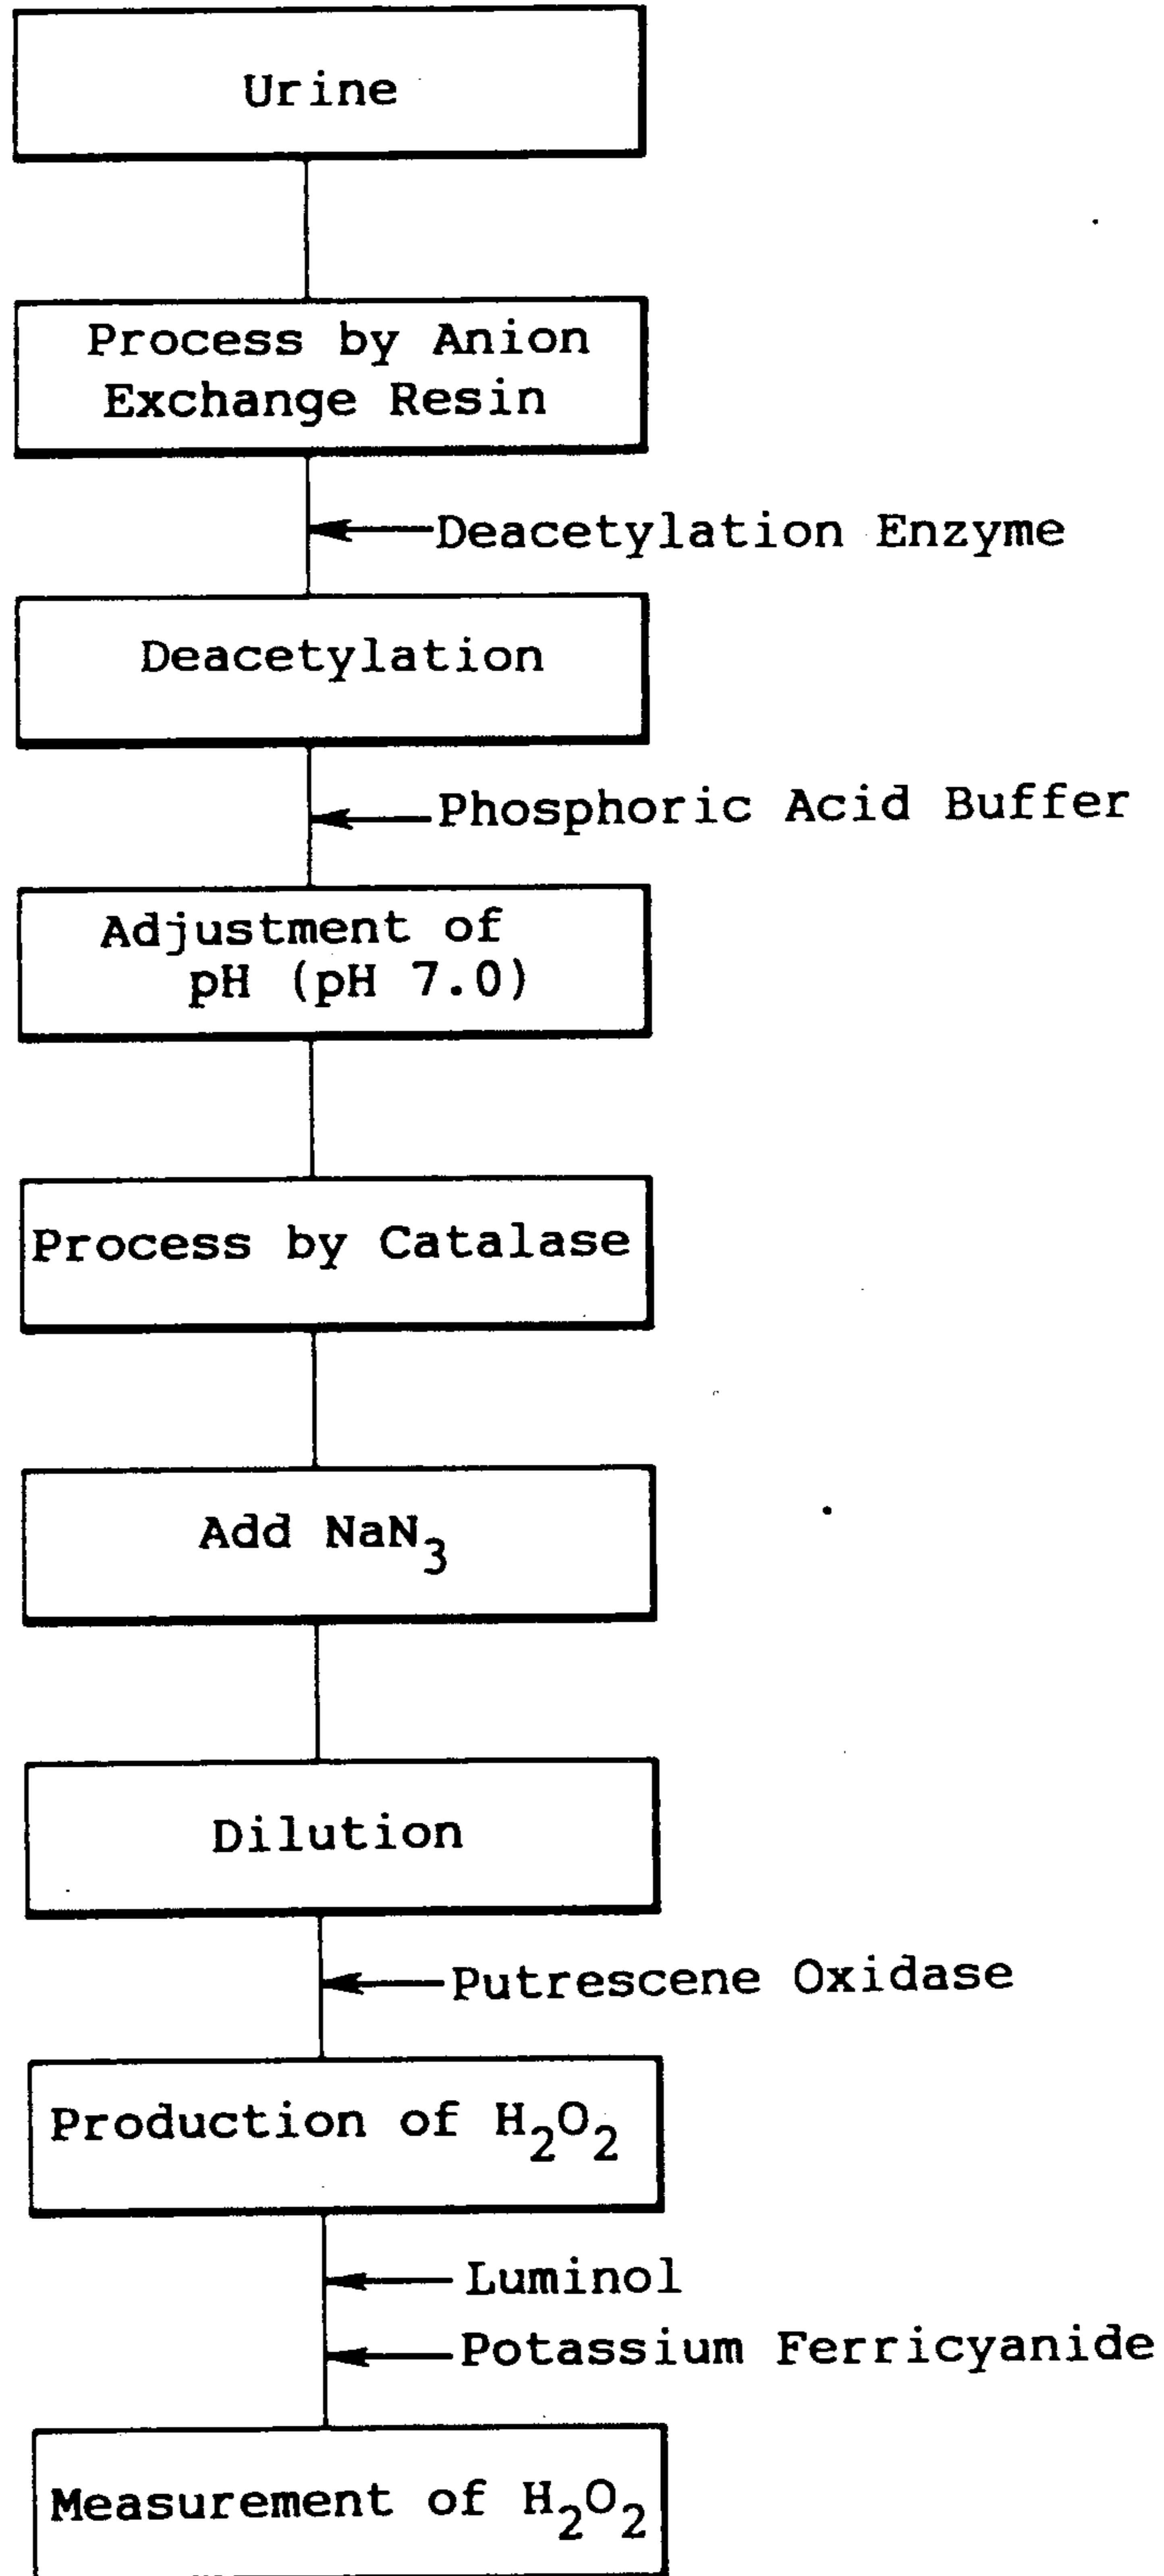 Urine
Process by Anion
Exchange Resin
Deacetylation Enzyme
Deacetylation
Phosphoric Acid Buffer
Adjustment of
pH (pH 7.0)
Process by Catalase
Add NaN₃
Dilution
Putrescene Oxidase
Production of H₂O₂
Luminol
Potassium Ferricyanide
Measurement of H₂O₂